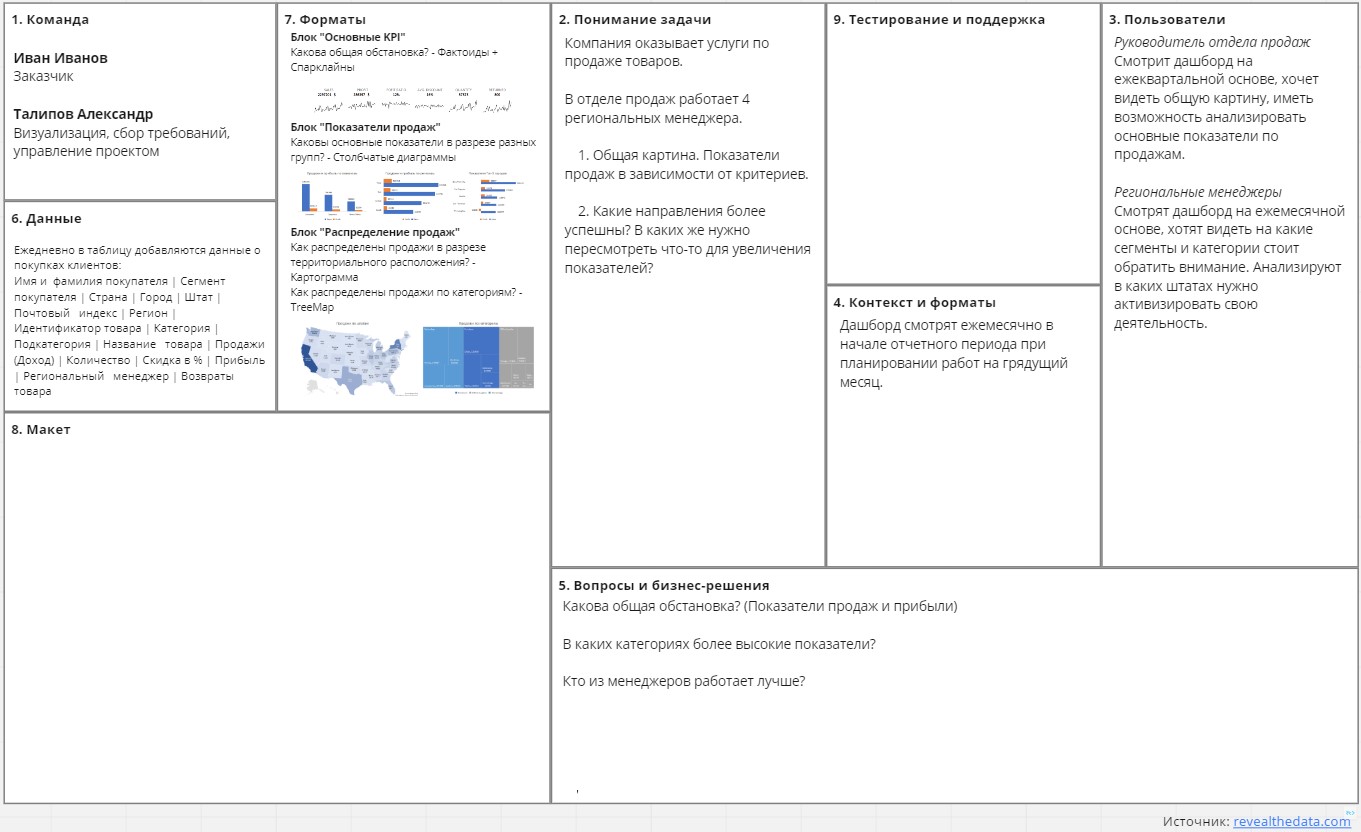 1. Команда
Иван Иванов
Заказчик
Талипов Александр
Визуализация, сбор требований,
управление проектом
6. Данные
Ежедневно в таблицу добавляются данные о
покупках клиентов:
Имя и фамилия покупателя | Сегмент
покупателя | Страна | Город | Штат |
Почтовый индекс | Регион |
Идентификатор товара | Категория |
Подкатегория | Название товара | Продажи
(Доход) | Количество | Скидка в % | Прибыль
| Региональный менеджер | Возвраты
товара
7. Форматы
Блок "Основные KPI"
Какова общая обстановка? - Фактоиды +
Спарклайны
Блок "Показатели продаж"
Каковы основные показатели в разрезе разных
групп? - Столбчатые диаграммы
Блок "Распределение продаж"
Как распределены продажи в разрезе
территориального расположения? -
Картограмма
Как распределены продажи по категориям? -
TreeMap
8. Макет
2. Понимание задачи
Компания оказывает услуги по
продаже товаров.
В отделе продаж работает 4
региональных менеджера.
1. Общая картина. Показатели
продаж в зависимости от критериев.
2. Какие направления более
успешны? В каких же нужно
пересмотреть что-то для увеличения
показателей?
9. Тестирование и поддержка
4. Контекст и форматы
Дашборд смотрят ежемесячно в
начале отчетного периода при
планировании работ на грядущий
месяц.
3. Пользователи
Руководитель отдела продаж
Смотрит дашборд на
ежеквартальной основе, хочет
видеть общую картину, иметь
возможность анализировать
основные показатели по
продажам.
Региональные менеджеры
Смотрят дашборд на ежемесячной
основе, хотят видеть на какие
сегменты и категории стоит
обратить внимание. Анализируют
в каких штатах нужно
активизировать свою
деятельность.
5. Вопросы и бизнес-решения
Какова общая обстановка? (Показатели продаж и прибыли)
В каких категориях более высокие показатели?
Кто из менеджеров работает лучше?
,
Источник: revealthedata.com